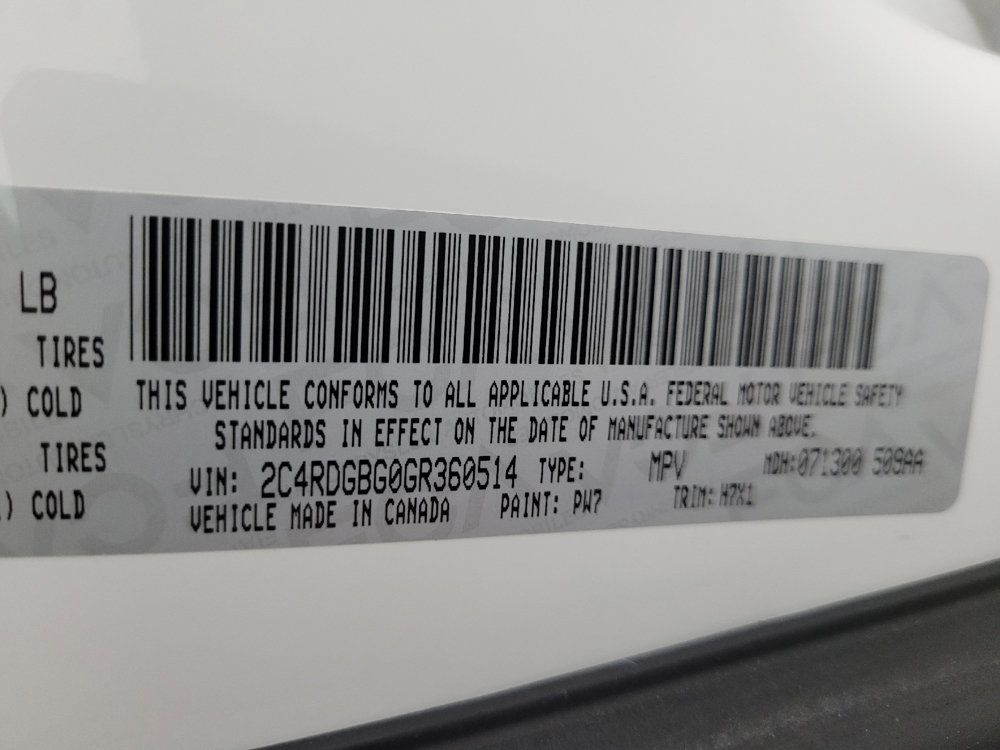 LB
TIRES
) COLD
TIRES
) COLD
THIS VEHICLE CONFORMS TO ALL APPLICABLE U.S.A. FEDERAL MOTOR VEHICLE SAFETY
STANDARDS IN EFFECT ON THE DATE OF MANUFACTURE SHOWN ABOVE.
VIN: 2C4RDGBG0GR360514 TYPE: MPV MDH:071300 509AA
VEHICLE MADE IN CANADA PAINT: PW7 TRIM: H7X1